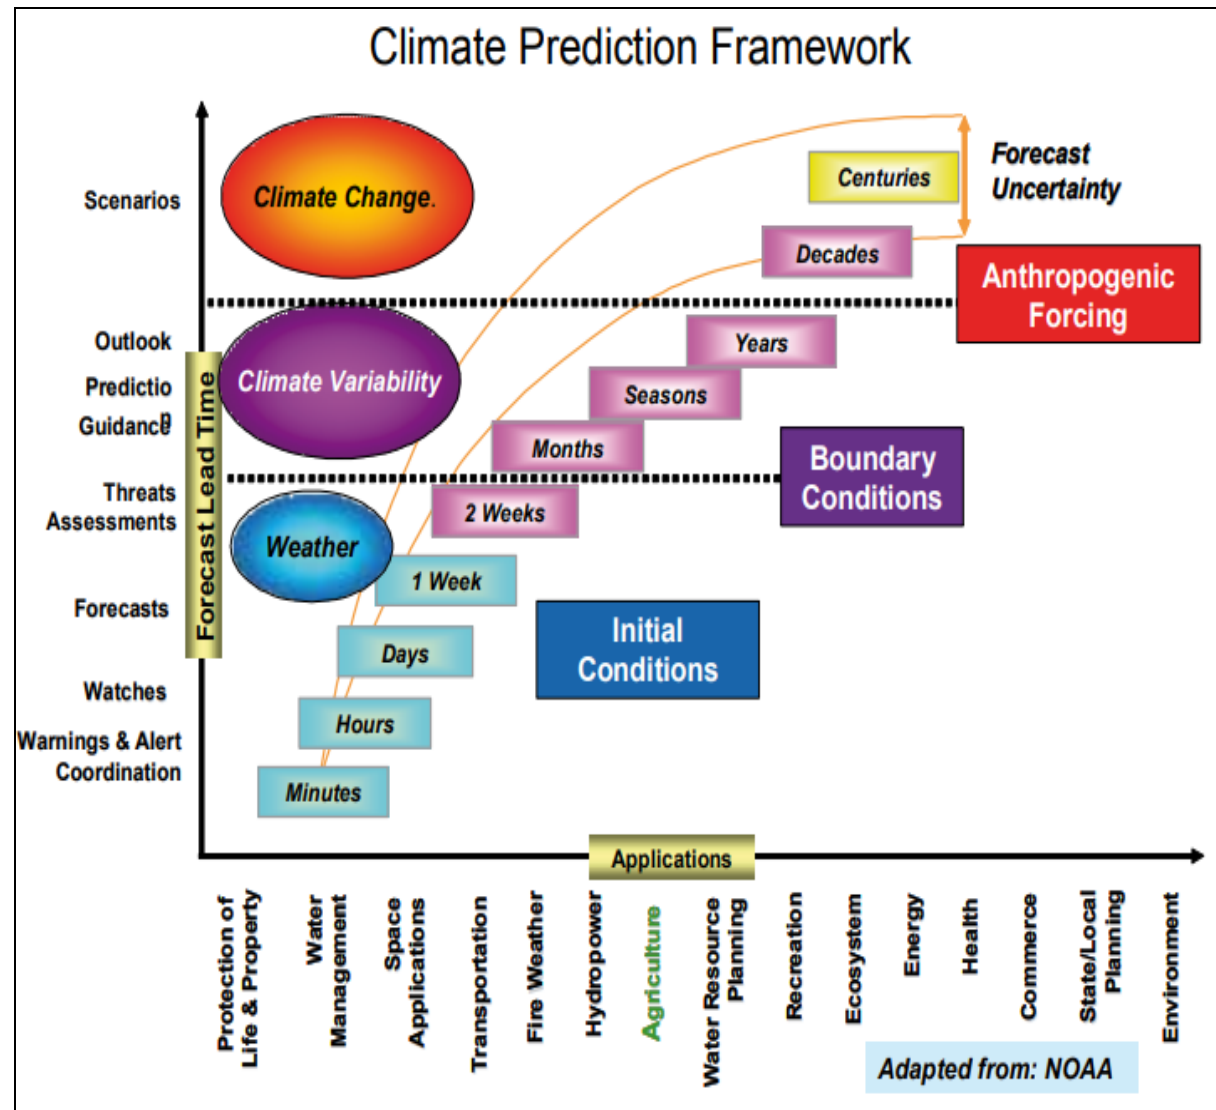 Climate Prediction Framework
Scenarios
Outlook
Predictio
n
Guidance
Threats
Assessments
Forecasts
Watches
Warnings & Alert
Coordination
Forecast Lead Time
Climate Change.
Climate Variability
Weather
Centuries
Decades
Years
Seasons
Months
2 Weeks
1 Week
Days
Hours
Minutes
Forecast
Uncertainty
Anthropogenic
Forcing
Boundary
Conditions
Initial
Conditions
Applications
Protection of
Life & Property
Water
Management
Space
Applications
Transportation
Fire Weather
Hydropower
Agriculture
Water Resource
Planning
Recreation
Ecosystem
Energy
Health
Commerce
State/Local
Planning
Environment
Adapted from: NOAA